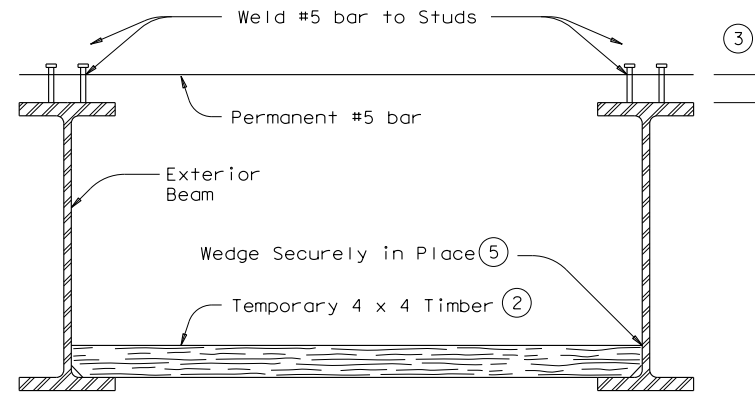 Weld #5 bar to Studs
3
Permanent #5 bar
Exterior
Beam
Wedge Securely in Place 5
Temporary 4 x 4 Timber 2